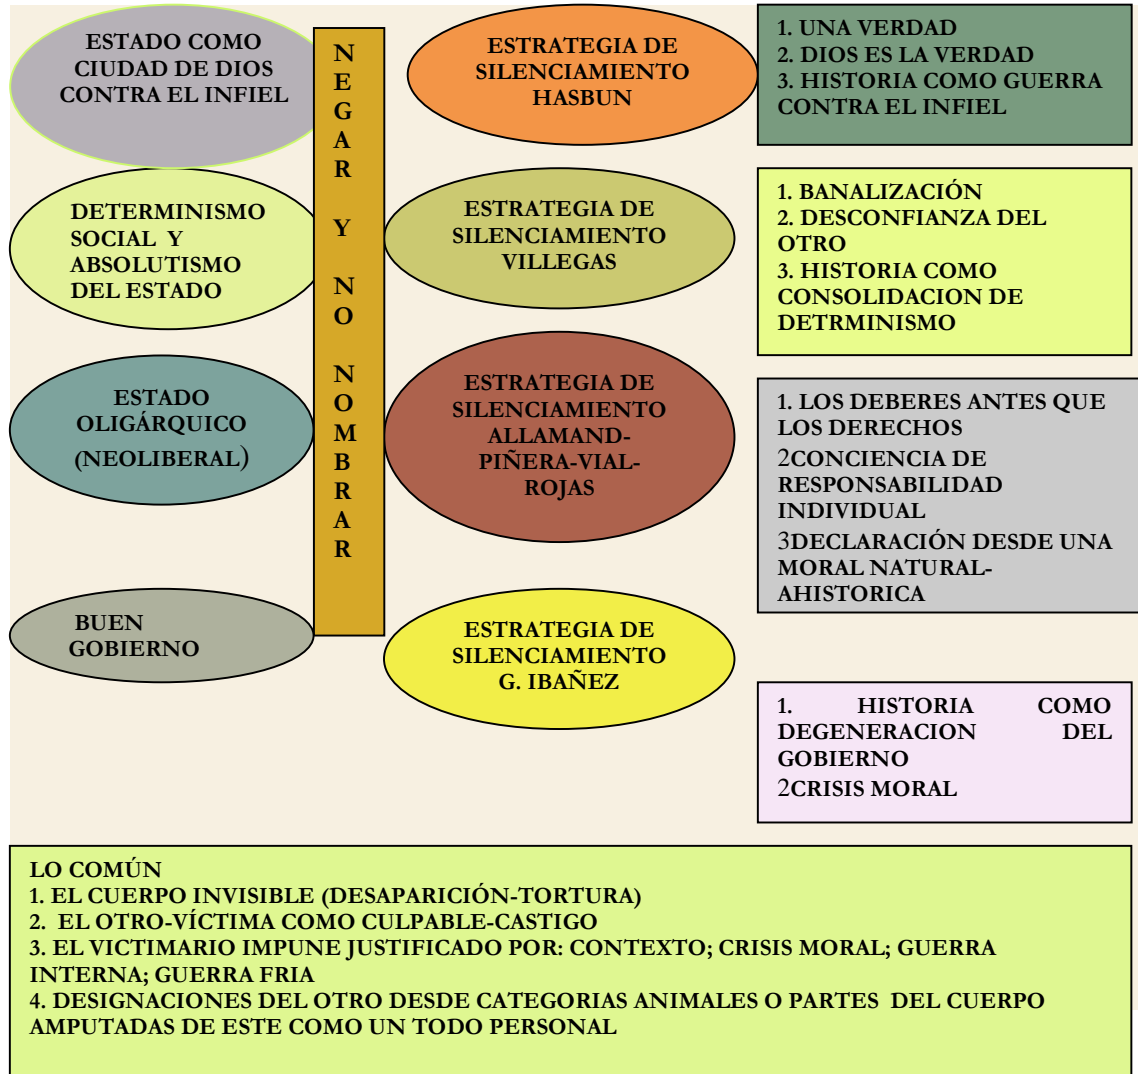 ESTADO COMO
CIUDAD DE DIOS
CONTRA EL INFIEL
DETERMINISMO
SOCIAL Y
ABSOLUTISMO
DEL ESTADO
ESTADO
OLIGÁRQUICO
(NEOLIBERAL)
BUEN
GOBIERNO
N
E
G
A
R
Y
N
O
N
O
M
B
R
A
R
ESTRATEGIA DE
SILENCIAMIENTO
HASBUN
ESTRATEGIA DE
SILENCIAMIENTO
VILLEGAS
ESTRATEGIA DE
SILENCIAMIENTO
ALLAMAND-
PIÑERA-VIAL-
ROJAS
ESTRATEGIA DE
SILENCIAMIENTO
G. IBAÑEZ
1. UNA VERDAD
2. DIOS ES LA VERDAD
3. HISTORIA COMO GUERRA
CONTRA EL INFIEL
1. BANALIZACIÓN
2. DESCONFIANZA DEL
OTRO
3. HISTORIA COMO
CONSOLIDACION DE
DETRMINISMO
1. LOS DEBERES ANTES QUE
LOS DERECHOS
2CONCIENCIA DE
RESPONSABILIDAD
INDIVIDUAL
3DECLARACIÓN DESDE UNA
MORAL NATURAL-
AHISTORICA
1. HISTORIA COMO
DEGENERACION DEL
GOBIERNO
2CRISIS MORAL
LO COMÚN
1. EL CUERPO INVISIBLE (DESAPARICIÓN-TORTURA)
2. EL OTRO-VÍCTIMA COMO CULPABLE-CASTIGO
3. EL VICTIMARIO IMPUNE JUSTIFICADO POR: CONTEXTO; CRISIS MORAL; GUERRA
INTERNA; GUERRA FRIA
4. DESIGNACIONES DEL OTRO DESDE CATEGORIAS ANIMALES O PARTES DEL CUERPO
AMPUTADAS DE ESTE COMO UN TODO PERSONAL